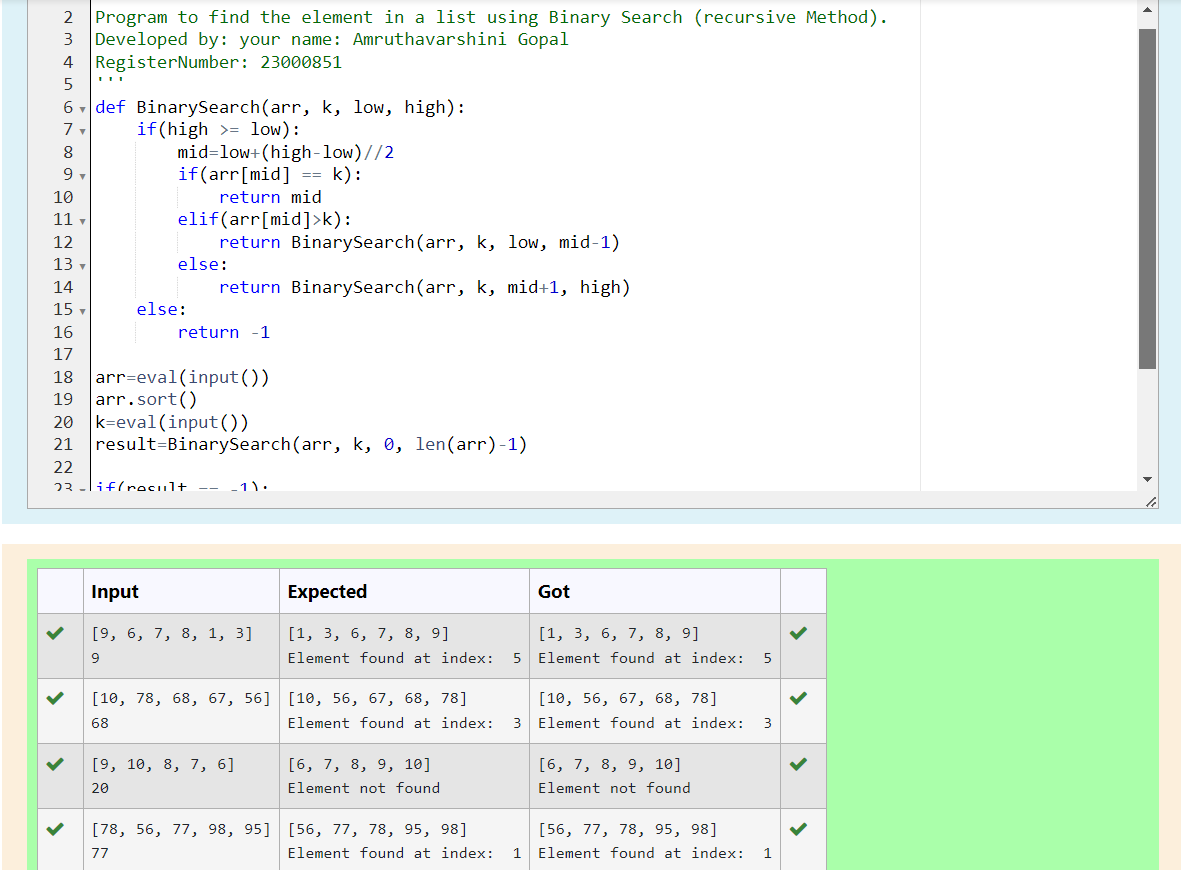 2 Program to find the element in a list using Binary Search (recursive Method).
3 Developed by: your name: Amruthavarshini Gopal
4 RegisterNumber: 23000851
5 '''
6 def BinarySearch(arr, k, low, high):
7     if(high >= low):
8         mid=low+(high-low)//2
9         if(arr[mid] == k):
10             return mid
11         elif(arr[mid]>k):
12             return BinarySearch(arr, k, low, mid-1)
13         else:
14             return BinarySearch(arr, k, mid+1, high)
15     else:
16         return -1
17
18 arr=eval(input())
19 arr.sort()
20 k=eval(input())
21 result=BinarySearch(arr, k, 0, len(arr)-1)
22
23 if(result == -1):
Input Expected Got
[9, 6, 7, 8, 1, 3] [1, 3, 6, 7, 8, 9] [1, 3, 6, 7, 8, 9]
9 Element found at index:  5 Element found at index:  5
[10, 78, 68, 67, 56] [10, 56, 67, 68, 78] [10, 56, 67, 68, 78]
68 Element found at index:  3 Element found at index:  3
[9, 10, 8, 7, 6] [6, 7, 8, 9, 10] [6, 7, 8, 9, 10]
20 Element not found Element not found
[78, 56, 77, 98, 95] [56, 77, 78, 95, 98] [56, 77, 78, 95, 98]
77 Element found at index:  1 Element found at index:  1